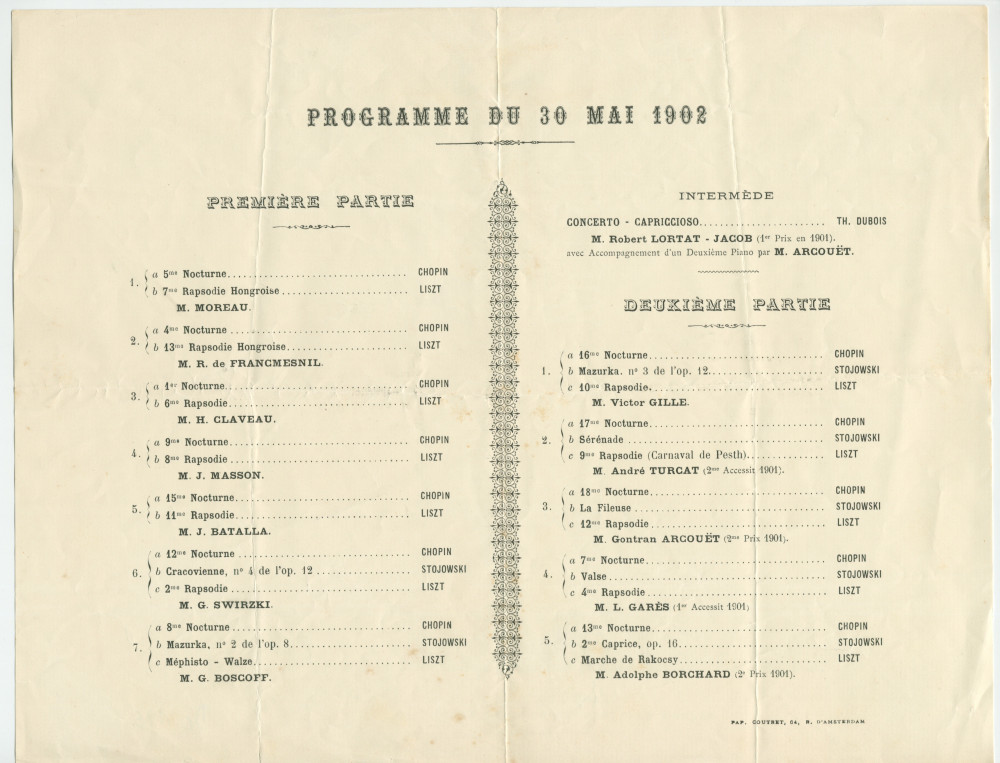 PROGRAMME DU 30 MAI 1902
PREMIÈRE PARTIE
1. a 5me Nocturne CHOPIN
b 7me Rapsodie Hongroise LISZT
M. MOREAU.
2. a 4me Nocturne CHOPIN
b 13me Rapsodie Hongroise LISZT
M. R. de FRANCMESNIL.
3. a 1er Nocturne CHOPIN
b 6me Rapsodie LISZT
M. H. CLAVEAU.
4. a 9me Nocturne CHOPIN
b 8me Rapsodie LISZT
M. J. MASSON.
5. a 15me Nocturne CHOPIN
b 11me Rapsodie LISZT
M. J. BATALLA.
6. a 12me Nocturne CHOPIN
b Cracovienne, no 4 de l'op. 12 STOJOWSKI
c 2me Rapsodie LISZT
M. G. SWIRZKI.
7. a 8me Nocturne CHOPIN
b Mazurka, no 2 de l'op. 8 STOJOWSKI
c Méphisto - Walze LISZT
M. G. BOSCOFF.
INTERMÈDE
CONCERTO - CAPRICCIOSO TH. DUBOIS
M. Robert LORTAT - JACOB (1er Prix en 1901).
avec Accompagnement d'un Deuxième Piano par M. ARCOUËT.
DEUXIÈME PARTIE
1. a 16me Nocturne CHOPIN
b Mazurka. no 3 de l'op. 12 STOJOWSKI
c 10me Rapsodie LISZT
M. Victor GILLE.
2. a 17me Nocturne CHOPIN
b Sérénade STOJOWSKI
c 9me Rapsodie (Carnaval de Pesth) LISZT
M. André TURCAT (2me Accessit 1901).
3. a 18me Nocturne CHOPIN
b La Fileuse STOJOWSKI
c 12me Rapsodie LISZT
M. Gontran ARCOUËT (2me Prix 1901).
4. a 7me Nocturne CHOPIN
b Valse STOJOWSKI
c 4me Rapsodie LISZT
M. L. GARÈS (1er Accessit 1901)
5. a 13me Nocturne CHOPIN
b 2me Caprice, op. 16 STOJOWSKI
c Marche de Rakocsy LISZT
M. Adolphe BORCHARD (2e Prix 1901).
PAP. COUTRET, 54, R. D'AMSTERDAM